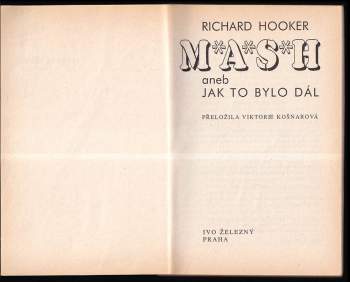 RICHARD HOOKER
M*A*S*H
aneb
JAK TO BYLO DÁL
PŘELOŽILA VIKTORIE KOŠNAROVÁ
IVO ŽELEZNÝ
PRAHA